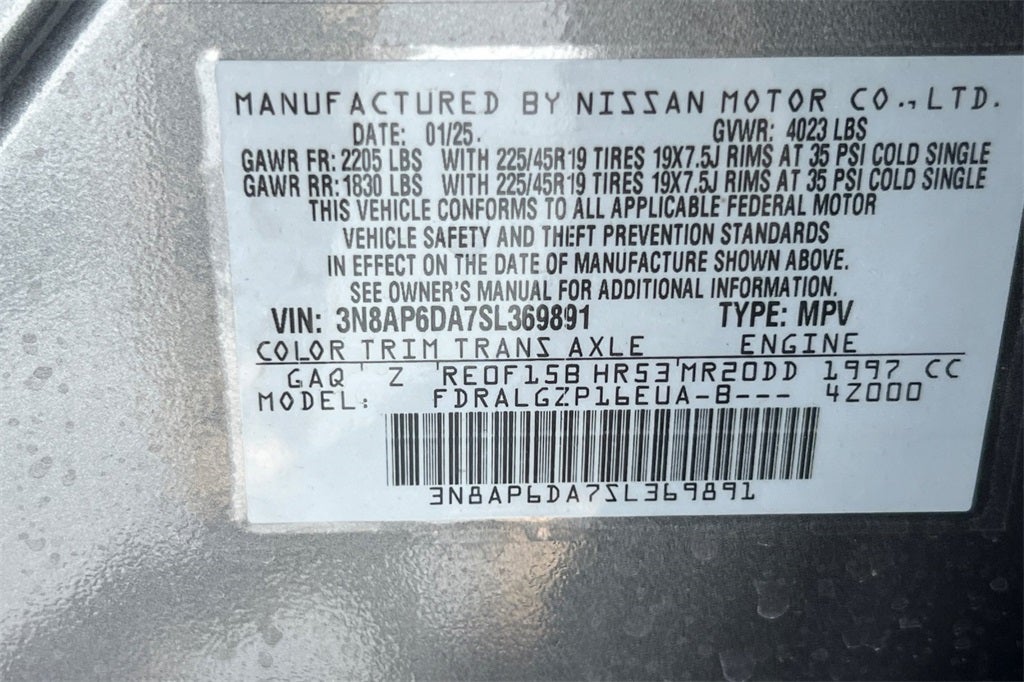 MANUFACTURED BY NISSAN MOTOR CO., LTD.
DATE: 01/25. GVWR: 4023 LBS
GAWR FR: 2205 LBS WITH 225/45R19 TIRES 19X7.5J RIMS AT 35 PSI COLD SINGLE
GAWR RR: 1830 LBS WITH 225/45R19 TIRES 19X7.5J RIMS AT 35 PSI COLD SINGLE
THIS VEHICLE CONFORMS TO ALL APPLICABLE FEDERAL MOTOR
VEHICLE SAFETY AND THEFT PREVENTION STANDARDS
IN EFFECT ON THE DATE OF MANUFACTURE SHOWN ABOVE.
SEE OWNER'S MANUAL FOR ADDITIONAL INFORMATION.
VIN: 3N8AP6DA7SL369891 TYPE: MPV
COLOR TRIM TRANS AXLE ENGINE
GAQ Z RE0F15B HR53 MR20DD 1997 CC
MODEL: FDRALGZP16EUA-B--- 4Z000
3N8AP6DA7SL369891